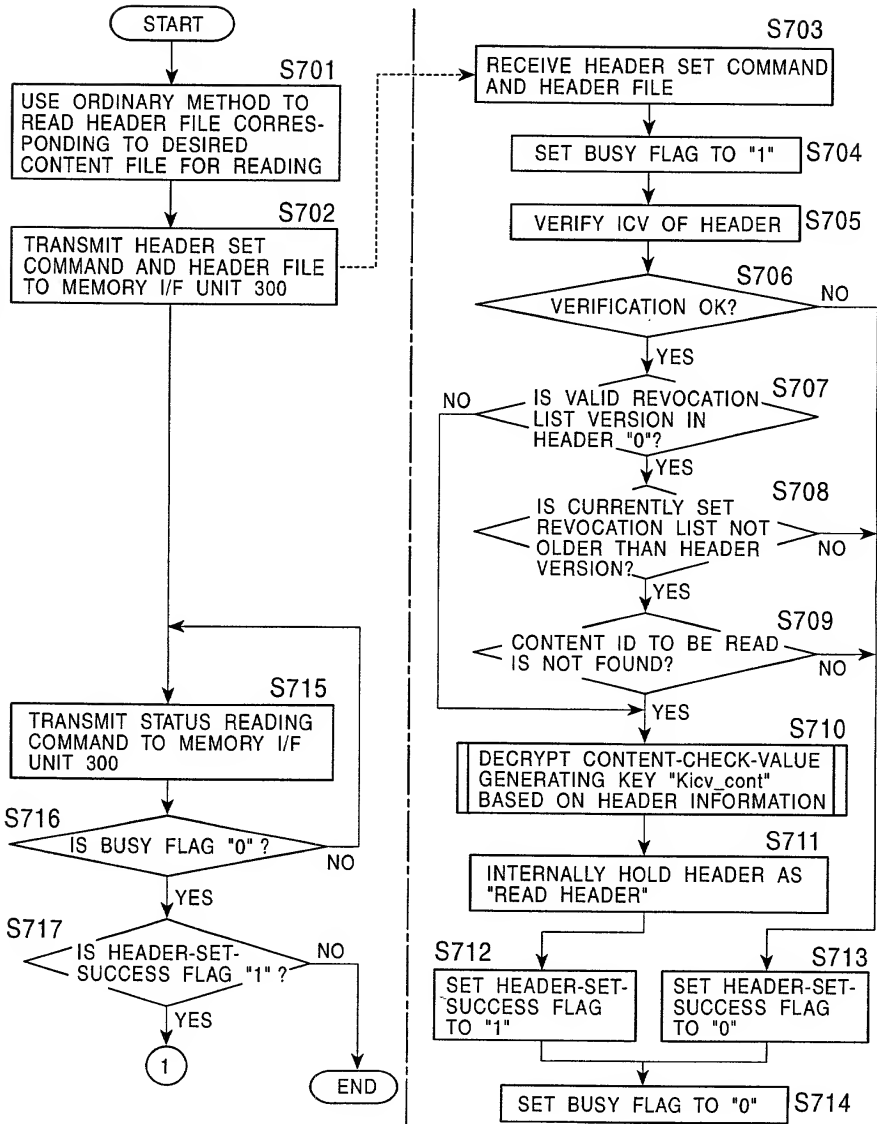 START
S701
USE ORDINARY METHOD TO
READ HEADER FILE CORRES-
PONDING TO DESIRED
CONTENT FILE FOR READING
S702
TRANSMIT HEADER SET
COMMAND AND HEADER FILE
TO MEMORY I/F UNIT 300
S715
TRANSMIT STATUS READING
COMMAND TO MEMORY I/F
UNIT 300
S716
IS BUSY FLAG "0" ?
NO
YES
S717
IS HEADER-SET-
SUCCESS FLAG "1" ?
NO
YES
1
END
S703
RECEIVE HEADER SET COMMAND
AND HEADER FILE
SET BUSY FLAG TO "1"
S704
VERIFY ICV OF HEADER
S705
S706
VERIFICATION OK?
NO
YES
S707
NO
IS VALID REVOCATION
LIST VERSION IN
HEADER "0"?
YES
S708
IS CURRENTLY SET
REVOCATION LIST NOT
OLDER THAN HEADER
VERSION?
NO
YES
S709
CONTENT ID TO BE READ
IS NOT FOUND?
NO
YES
S710
DECRYPT CONTENT-CHECK-VALUE
GENERATING KEY "Kicv_cont"
BASED ON HEADER INFORMATION
S711
INTERNALLY HOLD HEADER AS
"READ HEADER"
S712
SET HEADER-SET-
SUCCESS FLAG
TO "1"
S713
SET HEADER-SET-
SUCCESS FLAG
TO "0"
SET BUSY FLAG TO "0"
S714